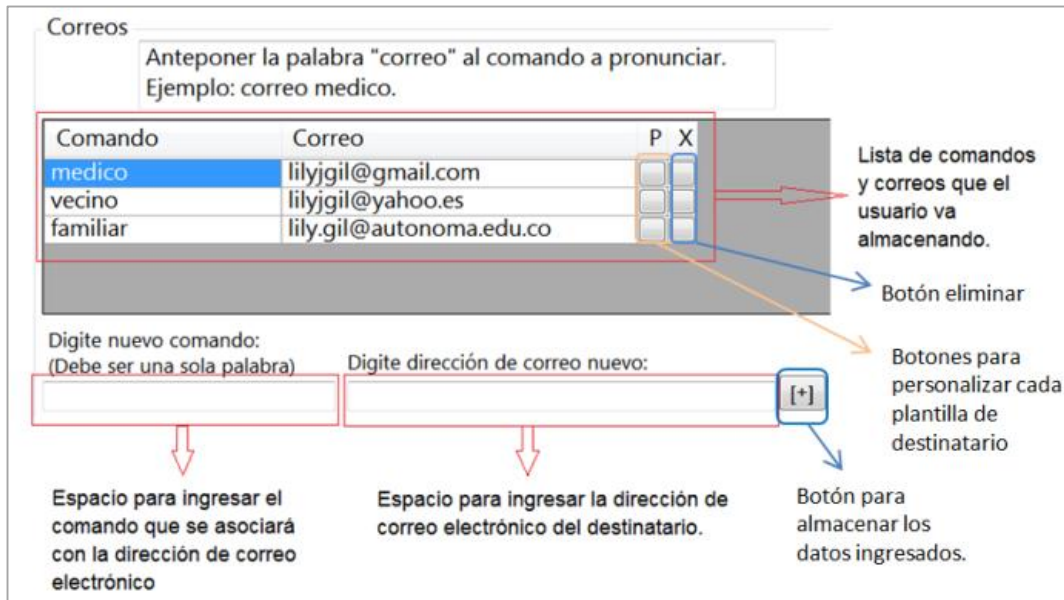 Correos
Anteponer la palabra "correo" al comando a pronunciar.
Ejemplo: correo medico.
Comando Correo P X
medico lilyjgil@gmail.com
vecino lilyjgil@yahoo.es
familiar lily.gil@autonoma.edu.co
Lista de comandos
y correos que el
usuario va
almacenando.
Botón eliminar
Botones para
personalizar cada
plantilla de
destinatario
Digite nuevo comando:
(Debe ser una sola palabra)
Digite dirección de correo nuevo:
[+]
Espacio para ingresar el
comando que se asociará
con la dirección de correo
electrónico
Espacio para ingresar la dirección de
correo electrónico del destinatario.
Botón para
almacenar los
datos ingresados.